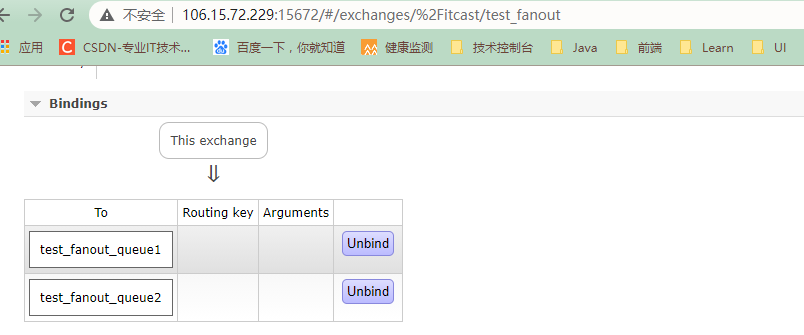 不安全 | 106.15.72.229:15672/#/exchanges/%2Fitcast/test_fanout
应用 CSDN-专业IT技术... 百度一下，你就知道 健康监测 技术控制台 Java 前端 Learn UI
Bindings
This exchange
⇓
To Routing key Arguments
test_fanout_queue1 Unbind
test_fanout_queue2 Unbind